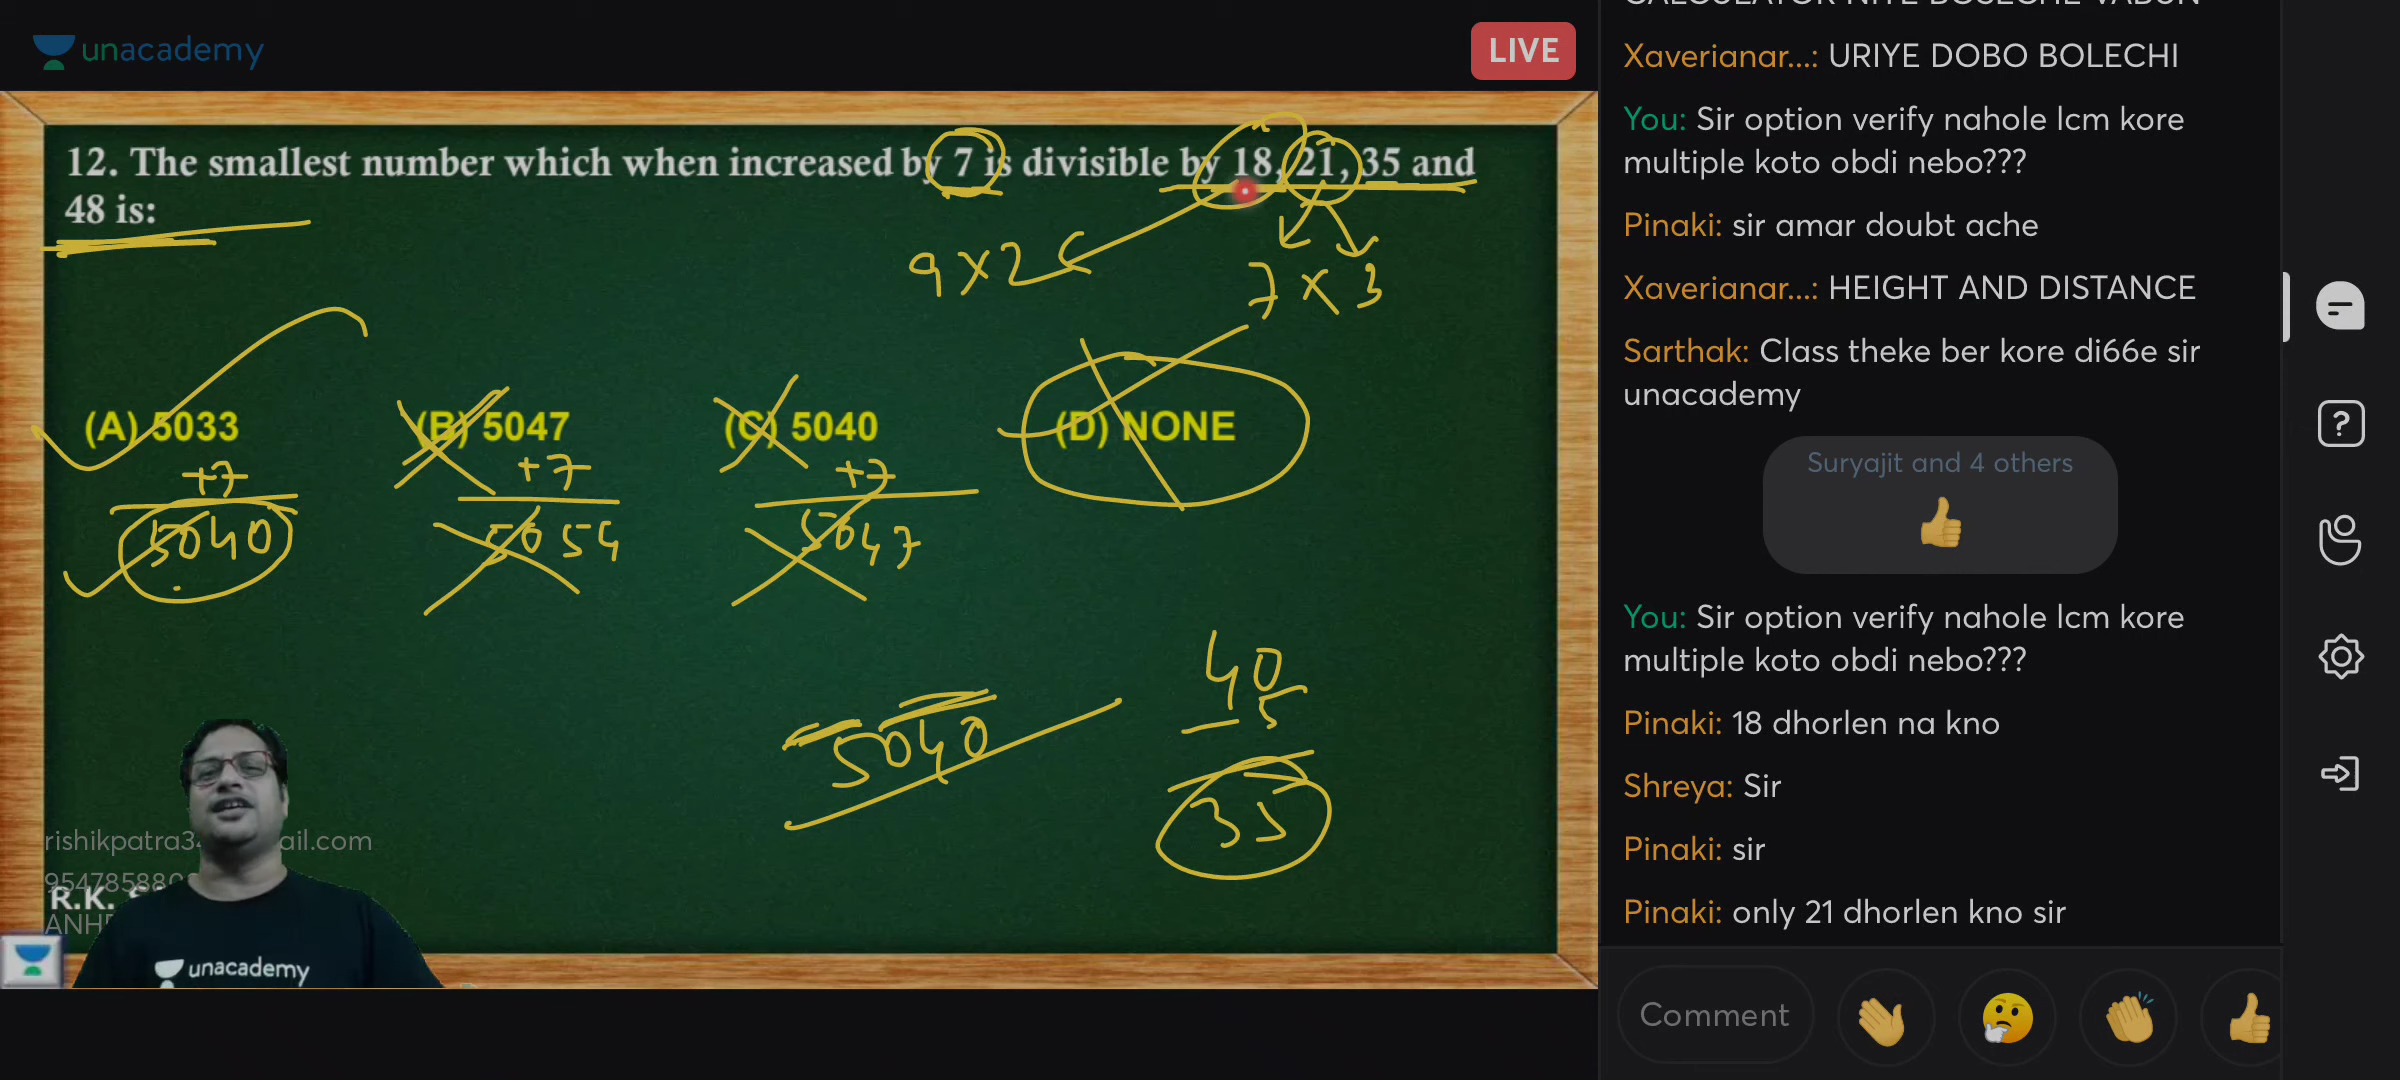 unacademy
LIVE
12. The smallest number which when increased by 7 is divisible by 18, 21, 35 and
48 is:
9 × 2
7 × 3
(A) 5033
(B) 5047
(C) 5040
(D) NONE
+7
+7
+7
5040
5054
5047
5040
40
5
35
rishikpatra3
ail.com
R.K.
unacademy
Xaverianar...: URIYE DOBO BOLECHI
You: Sir option verify nahole lcm kore
multiple koto obdi nebo???
Pinaki: sir amar doubt ache
Xaverianar...: HEIGHT AND DISTANCE
Sarthak: Class theke ber kore di66e sir
unacademy
Suryajit and 4 others
You: Sir option verify nahole lcm kore
multiple koto obdi nebo???
Pinaki: 18 dhorlen na kno
Shreya: Sir
Pinaki: sir
Pinaki: only 21 dhorlen kno sir
Comment